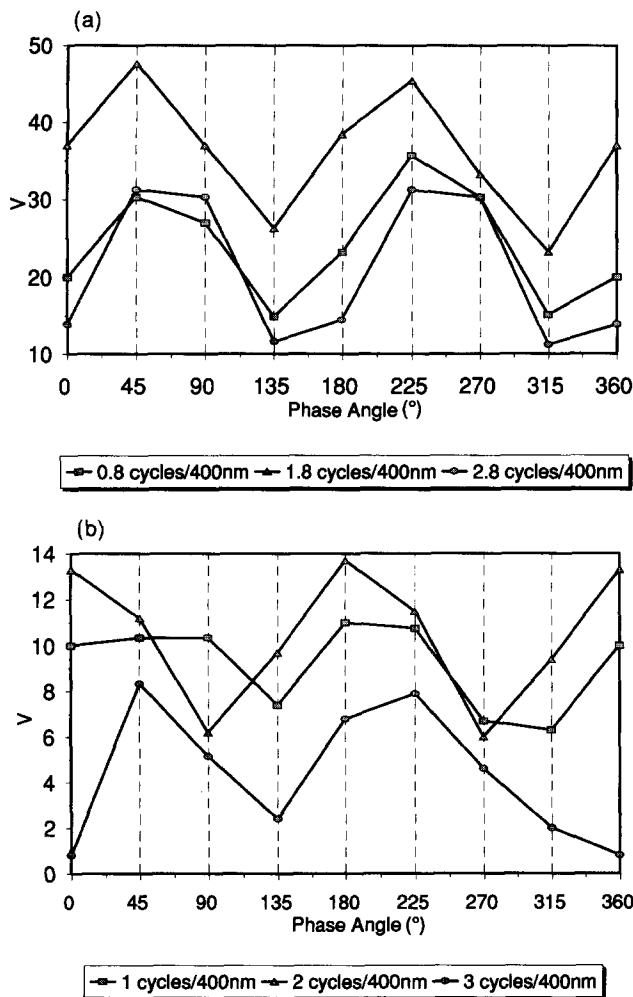 (a)
50
40
30
20
10
V
0 45 90 135 180 225 270 315 360
Phase Angle (°)
0.8 cycles/400nm 1.8 cycles/400nm 2.8 cycles/400nm
(b)
14
12
10
8
6
4
2
0
V
0 45 90 135 180 225 270 315 360
Phase Angle (°)
1 cycles/400nm 2 cycles/400nm 3 cycles/400nm